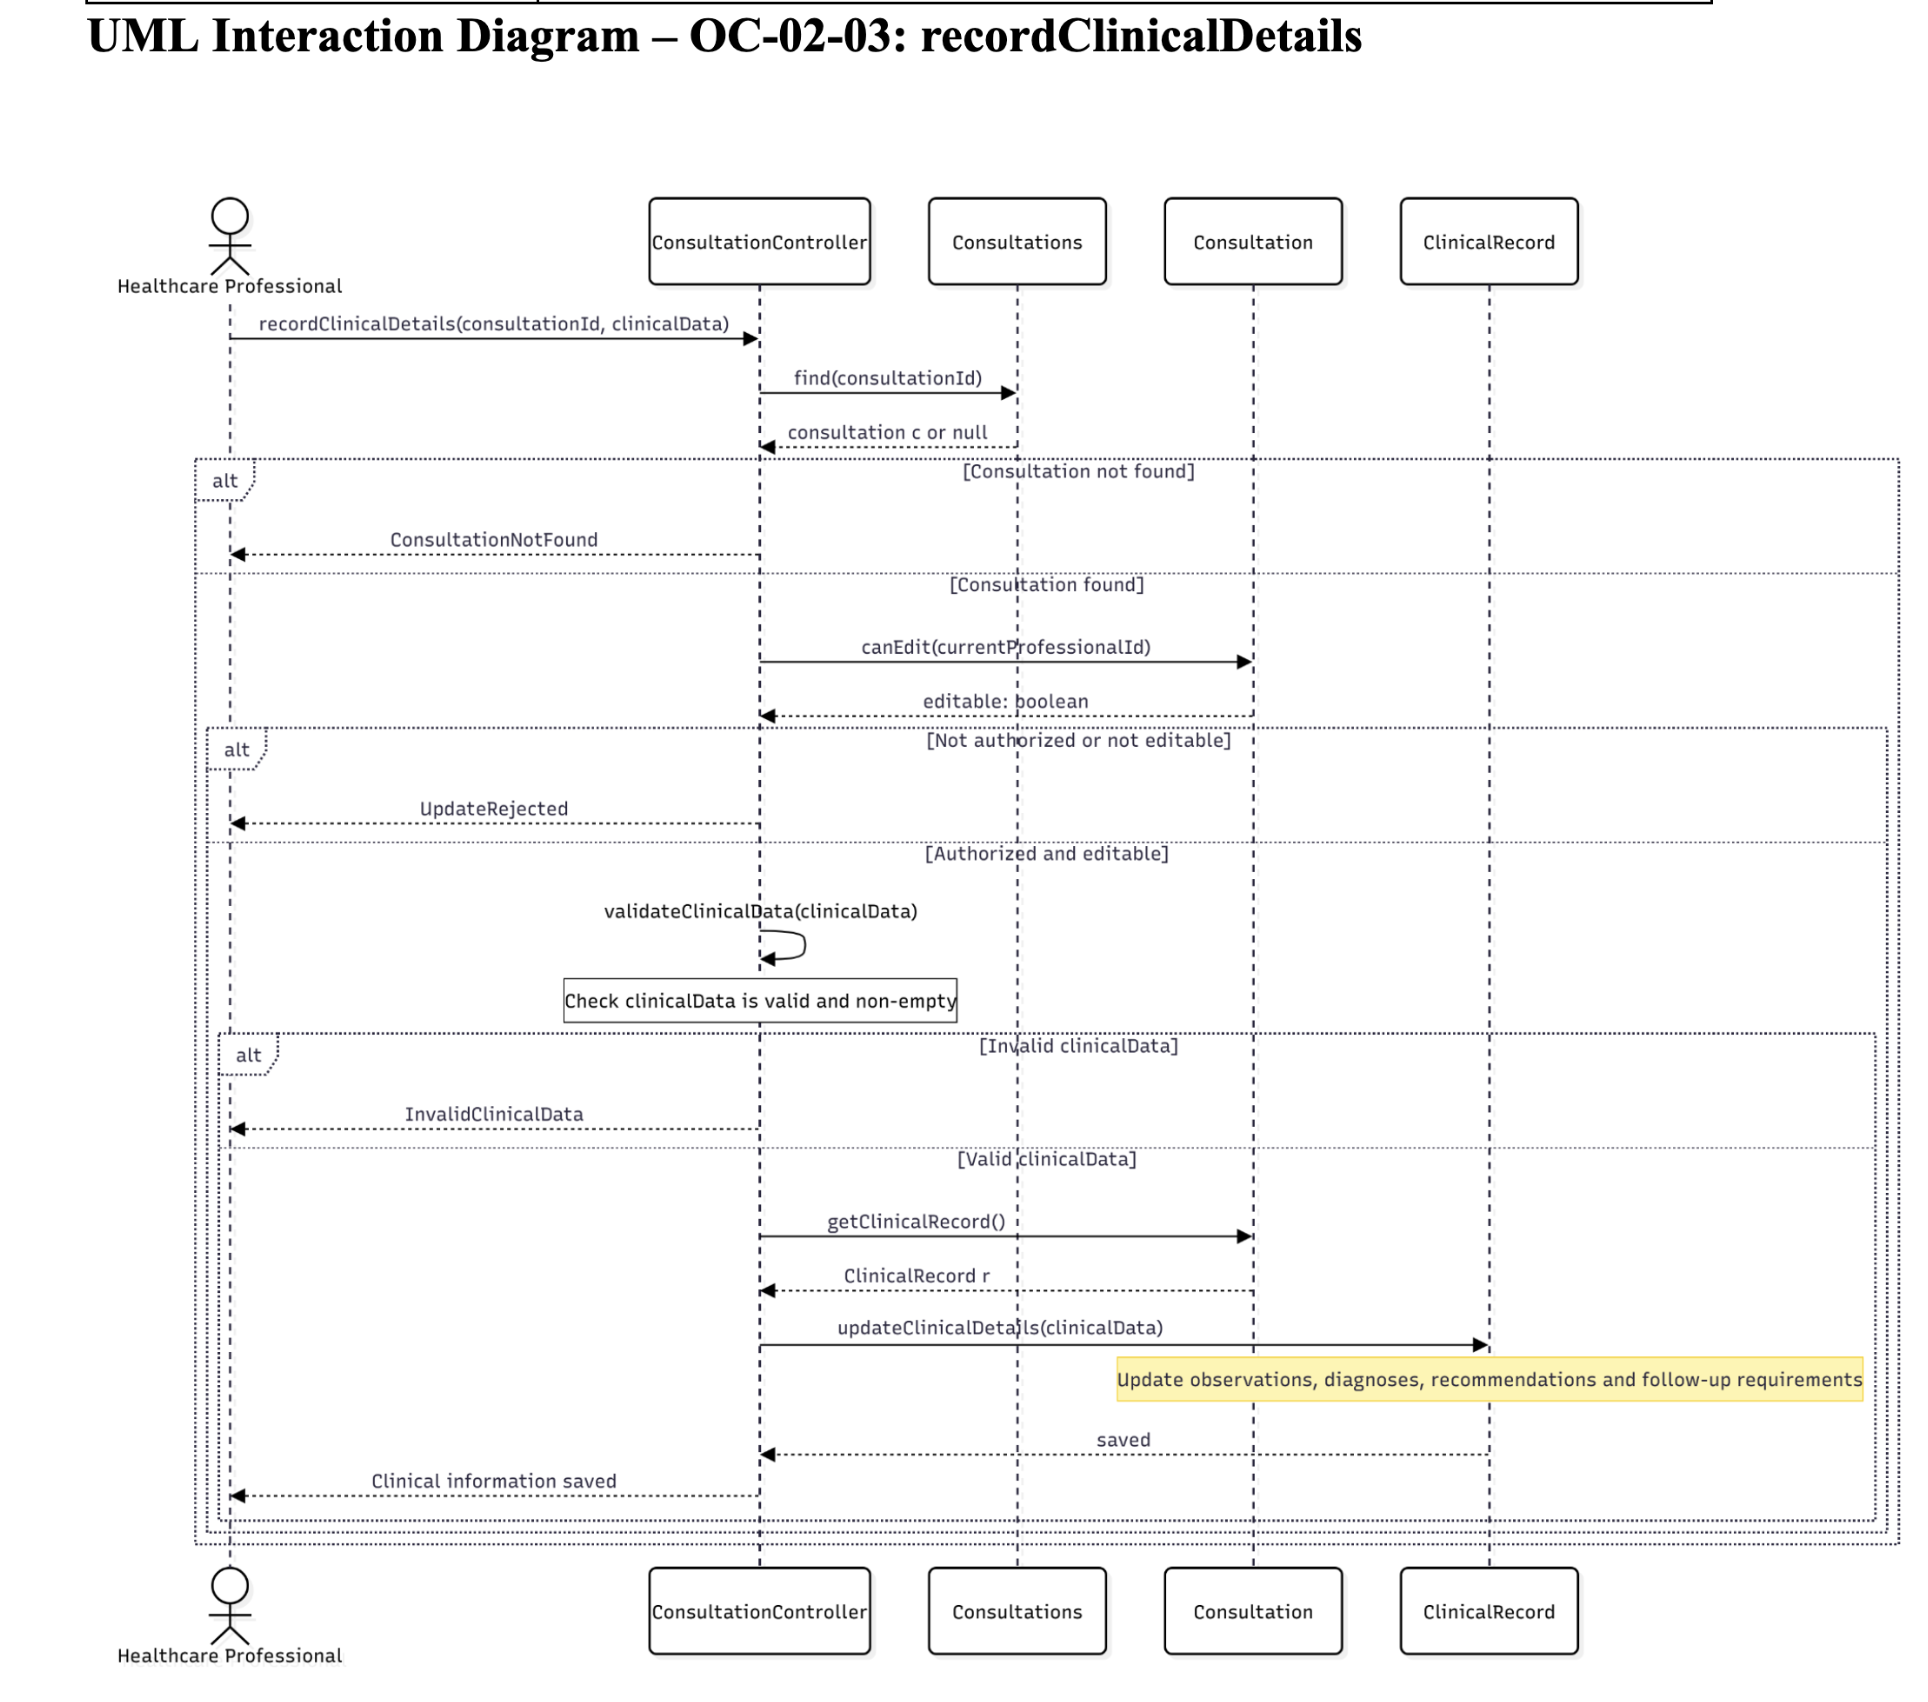 UML Interaction Diagram – OC-02-03: recordClinicalDetails
Healthcare Professional
ConsultationController
Consultations
Consultation
ClinicalRecord
recordClinicalDetails(consultationId, clinicalData)
find(consultationId)
consultation c or null
alt
[Consultation not found]
ConsultationNotFound
[Consultation found]
canEdit(currentProfessionalId)
editable: boolean
alt
[Not authorized or not editable]
UpdateRejected
[Authorized and editable]
validateClinicalData(clinicalData)
Check clinicalData is valid and non-empty
alt
[Invalid clinicalData]
InvalidClinicalData
[Valid clinicalData]
getClinicalRecord()
ClinicalRecord r
updateClinicalDetails(clinicalData)
Update observations, diagnoses, recommendations and follow-up requirements
saved
Clinical information saved
Healthcare Professional
ConsultationController
Consultations
Consultation
ClinicalRecord